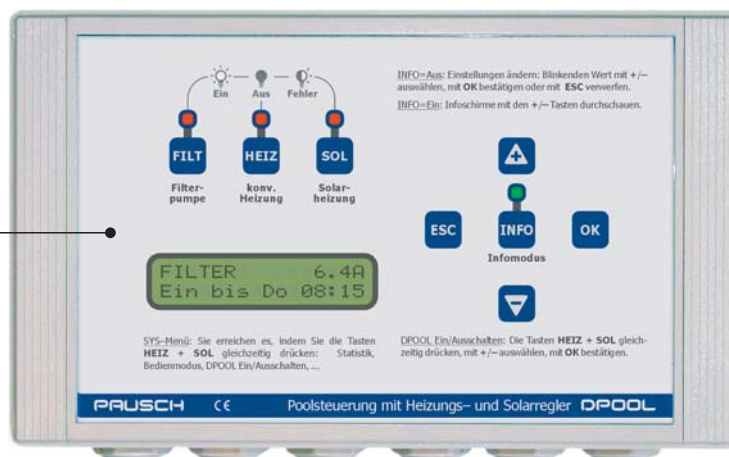 Ein Aus Fehler
FILT HEIZ SOL
Filter-
pumpe
konv.
Heizung
Solar-
heizung
FILTER 6.4A
Ein bis Do 08:15
SYS–Menü: Sie erreichen es, indem Sie die Tasten
HEIZ + SOL gleichzeitig drücken: Statistik,
Bedienmodus, DPOOL Ein/Ausschalten, ...
INFO=Aus: Einstellungen ändern: Blinkenden Wert mit +/–
auswählen, mit OK bestätigen oder mit ESC verwerfen.
INFO=Ein: Infoschirme mit den +/– Tasten durchschauen.
+
ESC INFO OK
Infomodus
–
DPOOL Ein/Ausschalten: Die Tasten HEIZ + SOL gleich-
zeitig drücken, mit +/– auswählen, mit OK bestätigen.
PAUSCH CE Poolsteuerung mit Heizungs– und Solarregler DPOOL